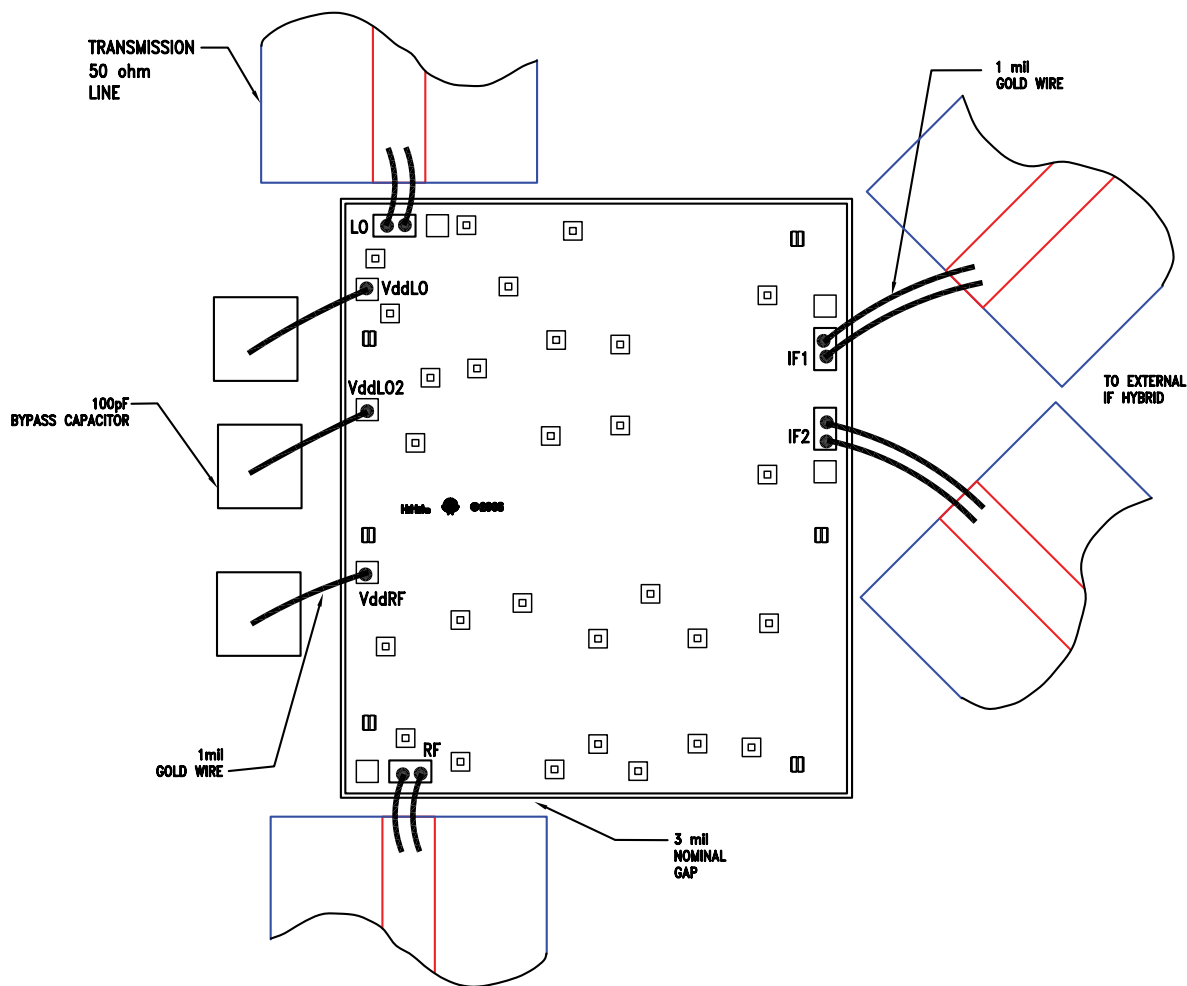 TRANSMISSION
50 ohm
LINE
1 mil
GOLD WIRE
LO
VddLO
IF1
VddLO2
TO EXTERNAL
IF HYBRID
100pF
BYPASS CAPACITOR
IF2
VddRF
RF
1mil
GOLD WIRE
3 mil
NOMINAL
GAP